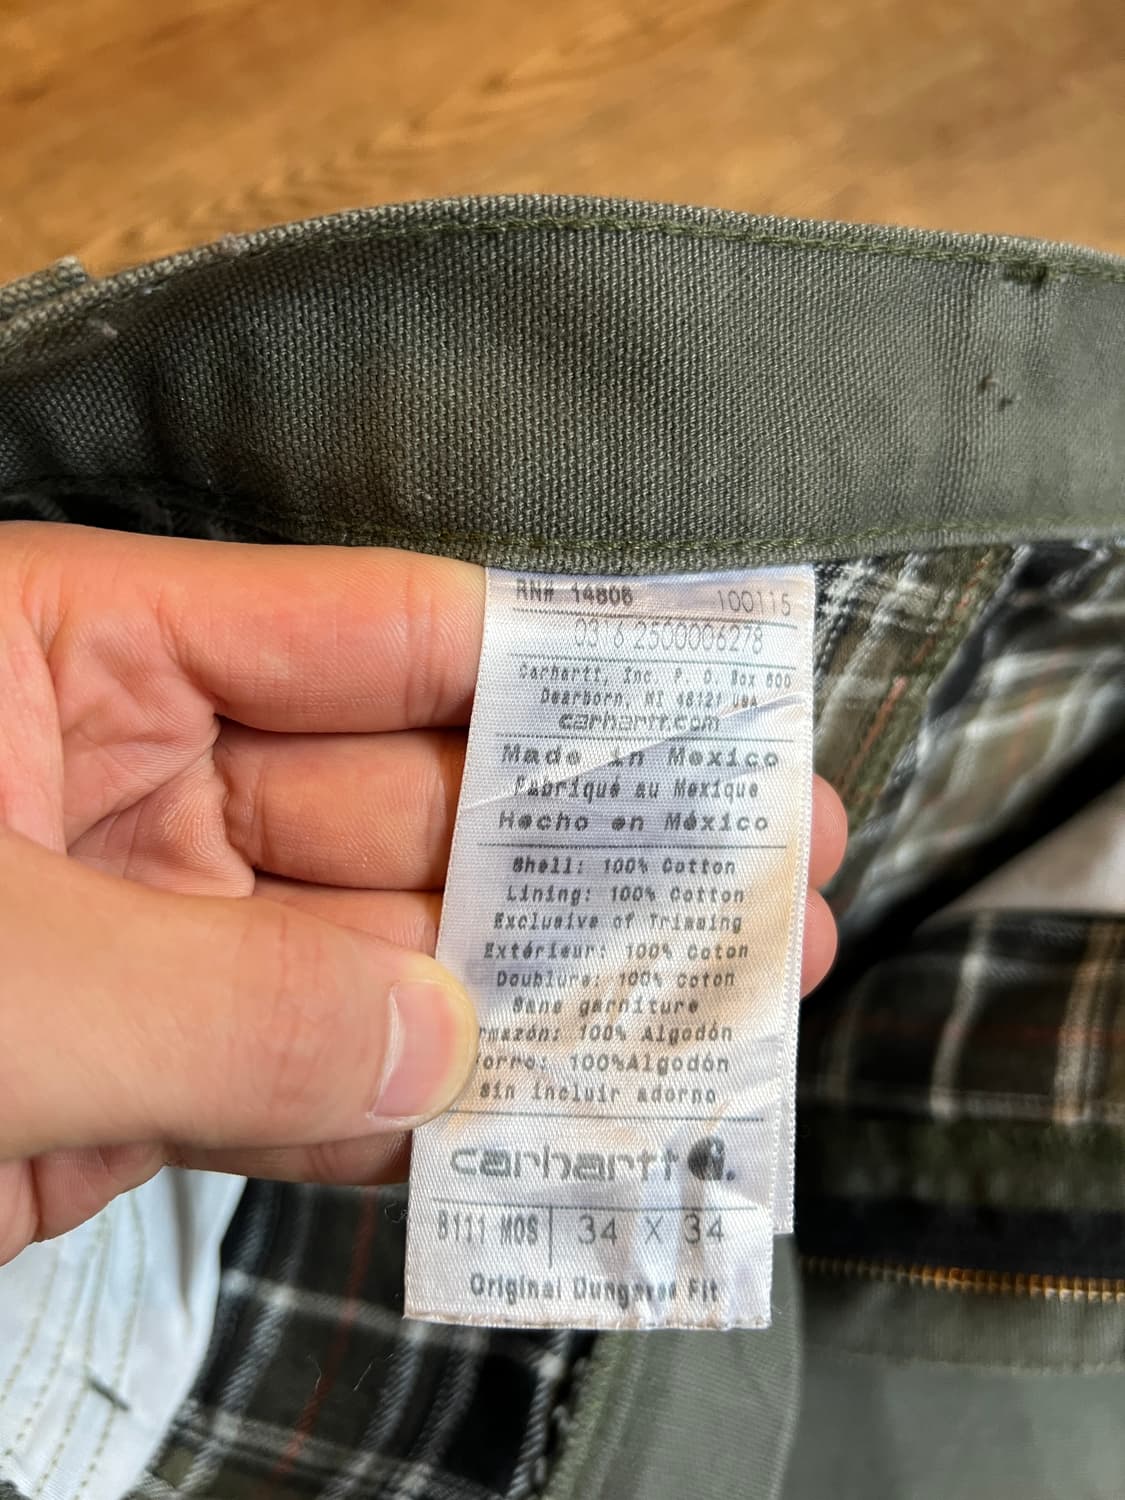 RN# 14806 100115
0316 2500006278
Carhartt, Inc. P. O. Box 600
Dearborn, MI 48121 USA
carhartt.com
Made in Mexico
Fabriqué au Mexique
Hecho en México
Shell: 100% Cotton
Lining: 100% Cotton
Exclusive of Trimming
Extérieur: 100% Coton
Doublure: 100% Coton
Sans garniture
rmazón: 100% Algodón
orro: 100%Algodón
sin incluir adorno
carhartt
B111 MOS 34 X 34
Original Dungaree Fit